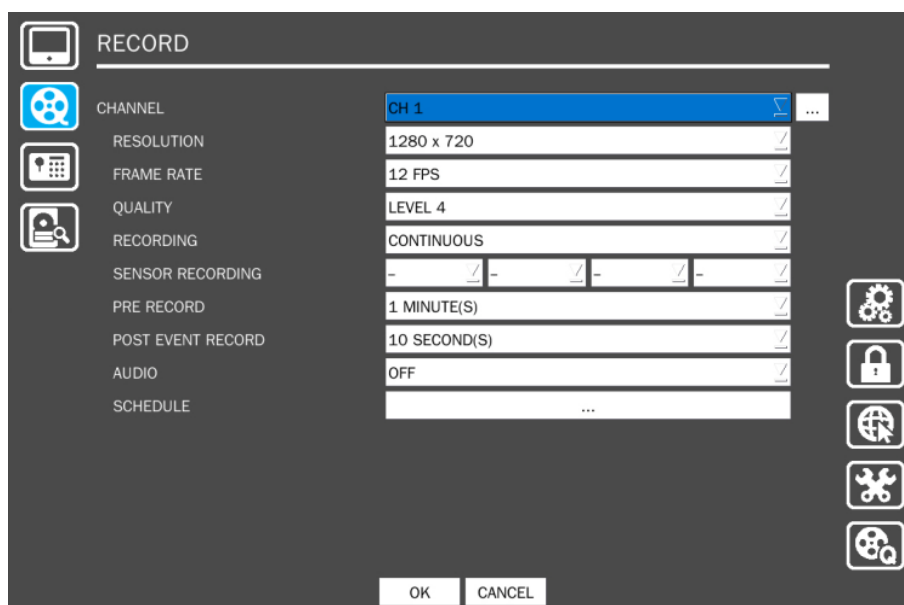 RECORD
CHANNEL CH 1 ...
RESOLUTION 1280 x 720
FRAME RATE 12 FPS
QUALITY LEVEL 4
RECORDING CONTINUOUS
SENSOR RECORDING – – – –
PRE RECORD 1 MINUTE(S)
POST EVENT RECORD 10 SECOND(S)
AUDIO OFF
SCHEDULE ...
OK CANCEL